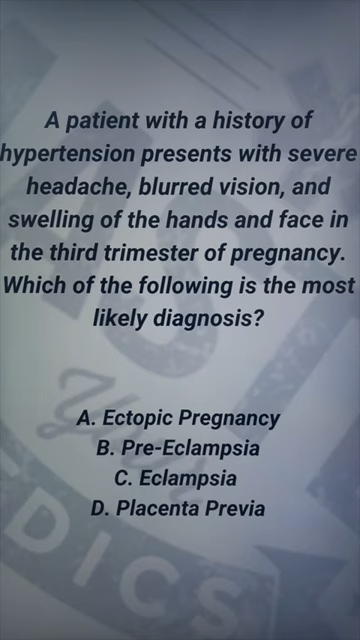 A patient with a history of
hypertension presents with severe
headache, blurred vision, and
swelling of the hands and face in
the third trimester of pregnancy.
Which of the following is the most
likely diagnosis?
A. Ectopic Pregnancy
B. Pre-Eclampsia
C. Eclampsia
D. Placenta Previa